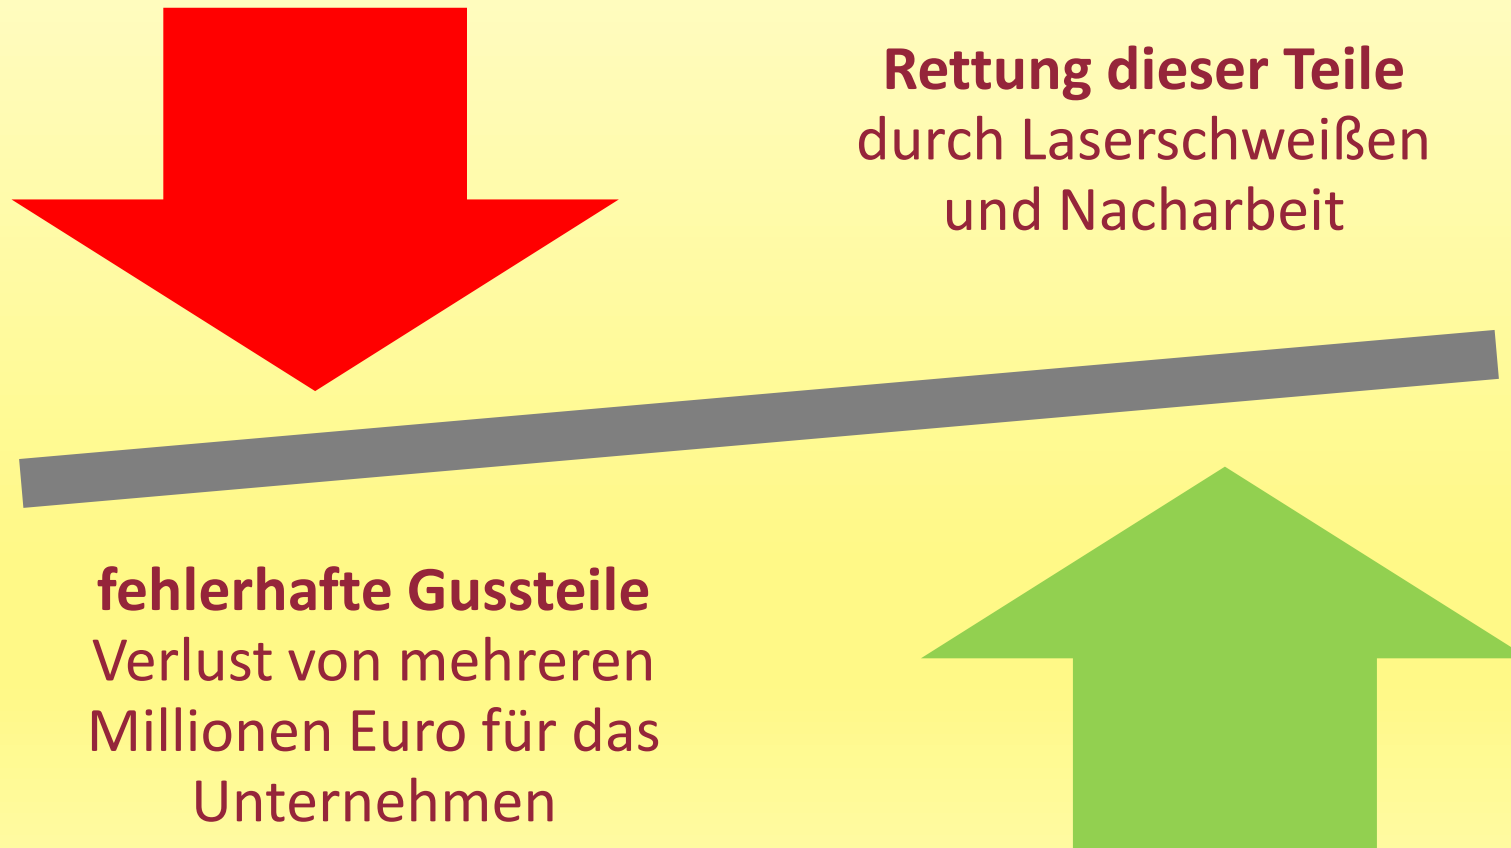 Rettung dieser Teile
durch Laserschweißen
und Nacharbeit
fehlerhafte Gussteile
Verlust von mehreren
Millionen Euro für das
Unternehmen